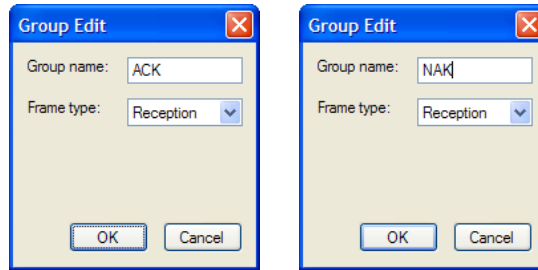 Group Edit
Group name: ACK
Frame type: Reception
OK Cancel
Group Edit
Group name: NAK
Frame type: Reception
OK Cancel